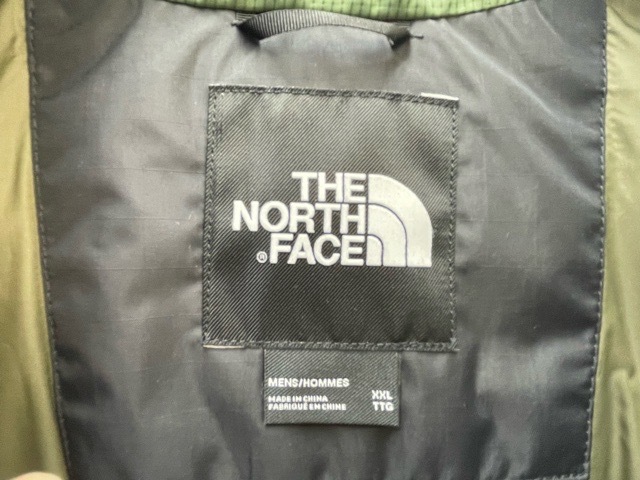 THE
NORTH
® FACE
MENS/HOMMES
MADE IN CHINA
FABRIQUÉ EN CHINE
XXL
TTG